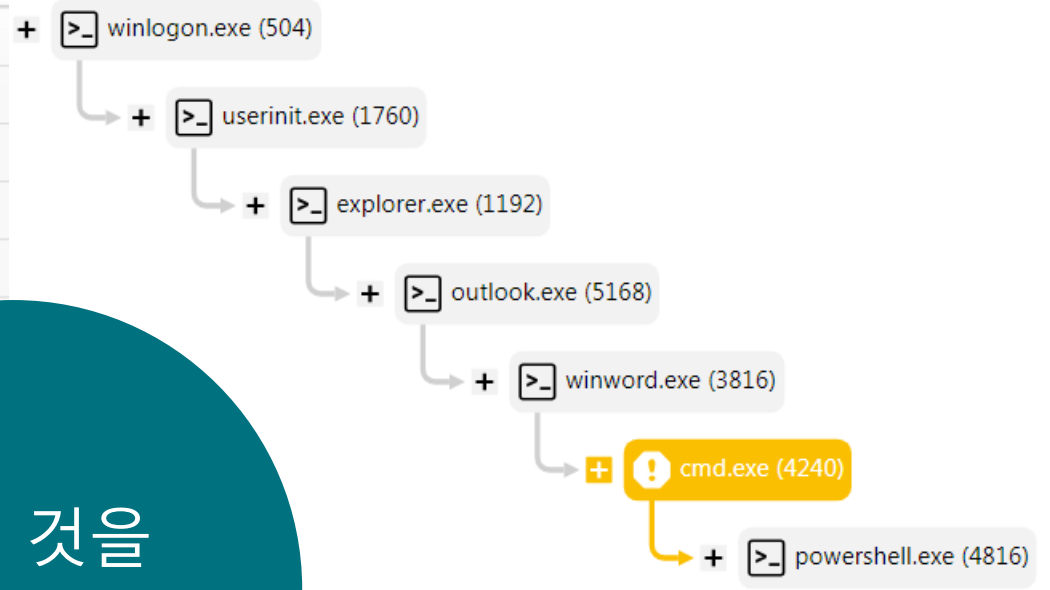 winlogon.exe (504)
userinit.exe (1760)
explorer.exe (1192)
outlook.exe (5168)
winword.exe (3816)
cmd.exe (4240)
것을
powershell.exe (4816)